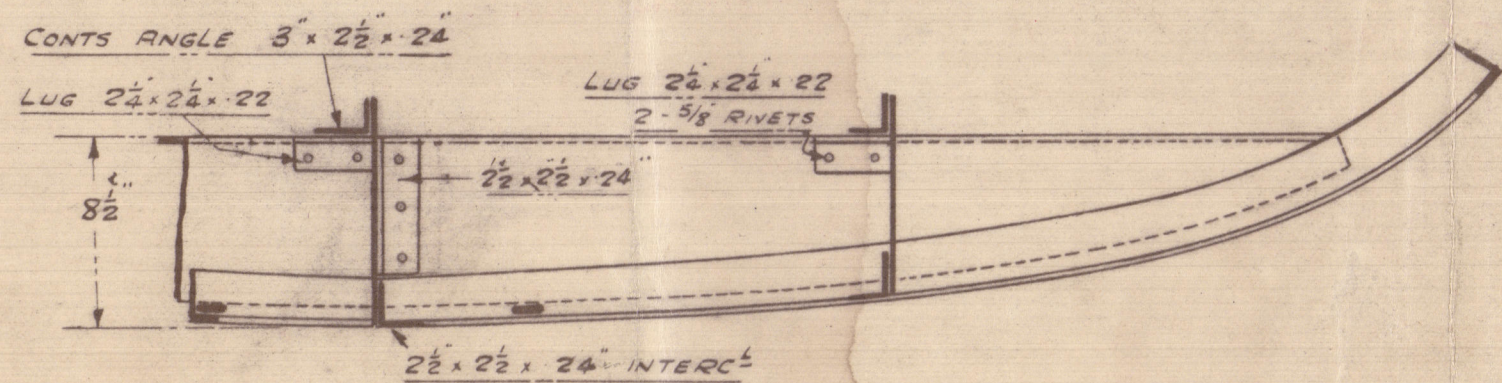 CONTS ANGLE 3" x 2½" x ·24"
LUG 2¼" x 2¼" x ·22
LUG 2¼" x 2¼" x ·22
2 - 5/8" RIVETS
2½" x 2½" x ·24"
8½"
2½" x 2½" x ·24" INTERCL